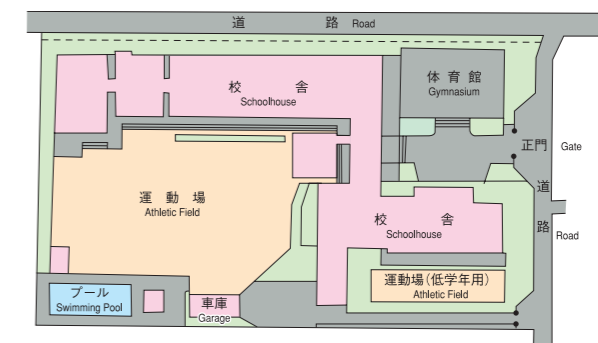 道 路 Road
校 舎
Schoolhouse
体育館
Gymnasium
正門 Gate
運動場
Athletic Field
道
路 Road
校 舎
Schoolhouse
運動場(低学年用)
Athletic Field
プール
Swimming Pool
車庫
Garage